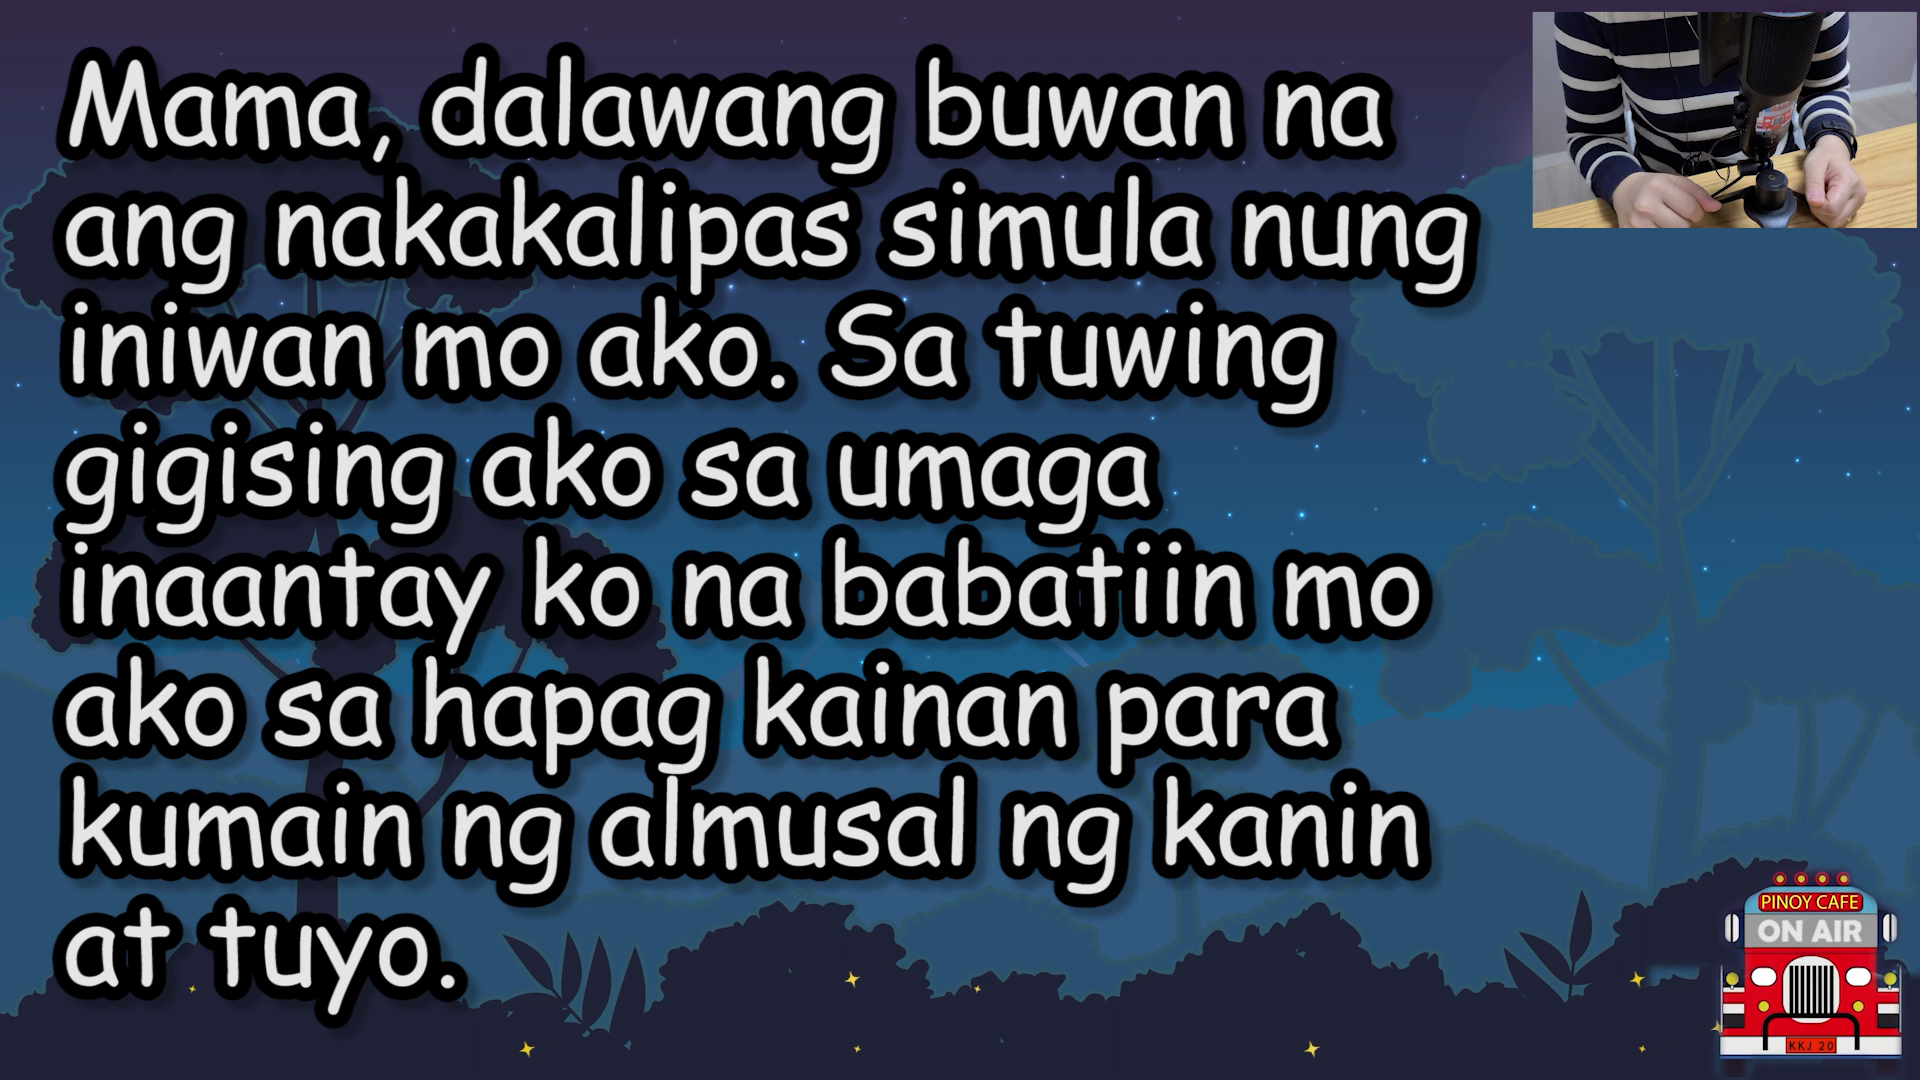 Mama, dalawang buwan na
ang nakakalipas simula nung
iniwan mo ako. Sa tuwing
gigising ako sa umaga
inaantay ko na babatiin mo
ako sa hapag kainan para
kumain ng almusal ng kanin
at tuyo.
PINOY CAFE
ON AIR
KKJ 20